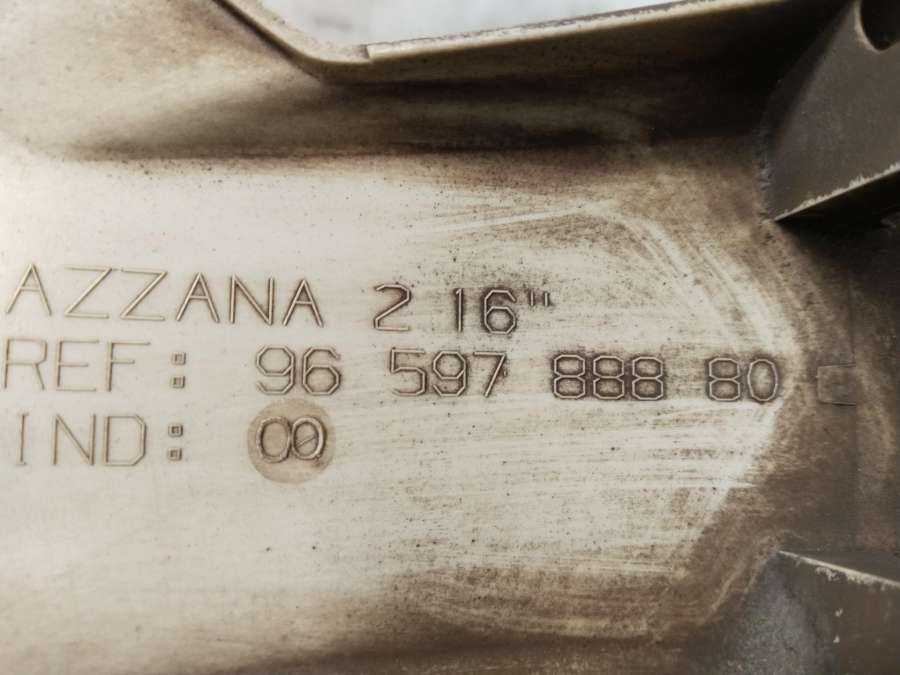 AZZANA 2 16"
REF: 96 597 888 80
IND: 00